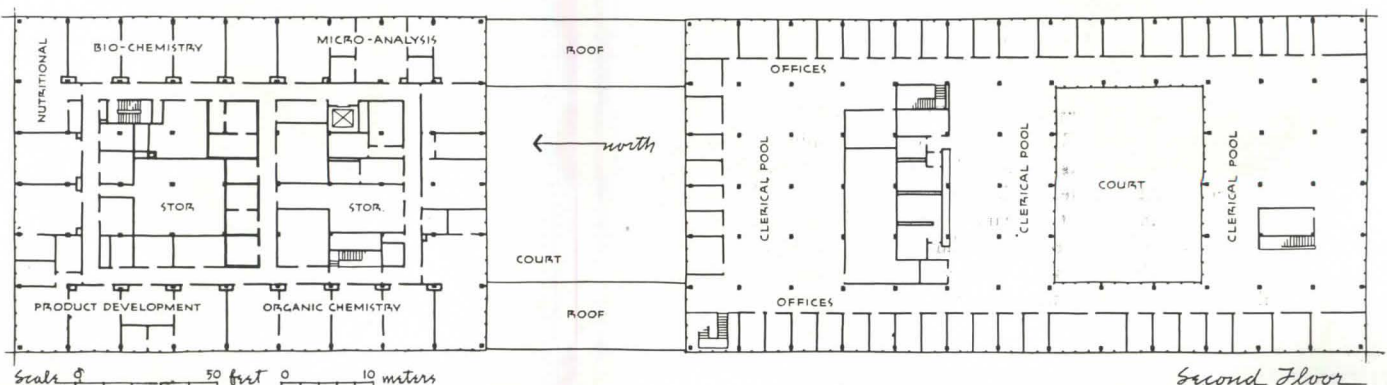 NUTRITIONAL
BIO-CHEMISTRY
MICRO-ANALYSIS
STOR
STOR.
PRODUCT DEVELOPMENT
ORGANIC CHEMISTRY
ROOF
north
COURT
ROOF
OFFICES
CLERICAL POOL
CLERICAL POOL
COURT
CLERICAL POOL
OFFICES
Scale 0 50 feet 0 10 meters
Second Floor